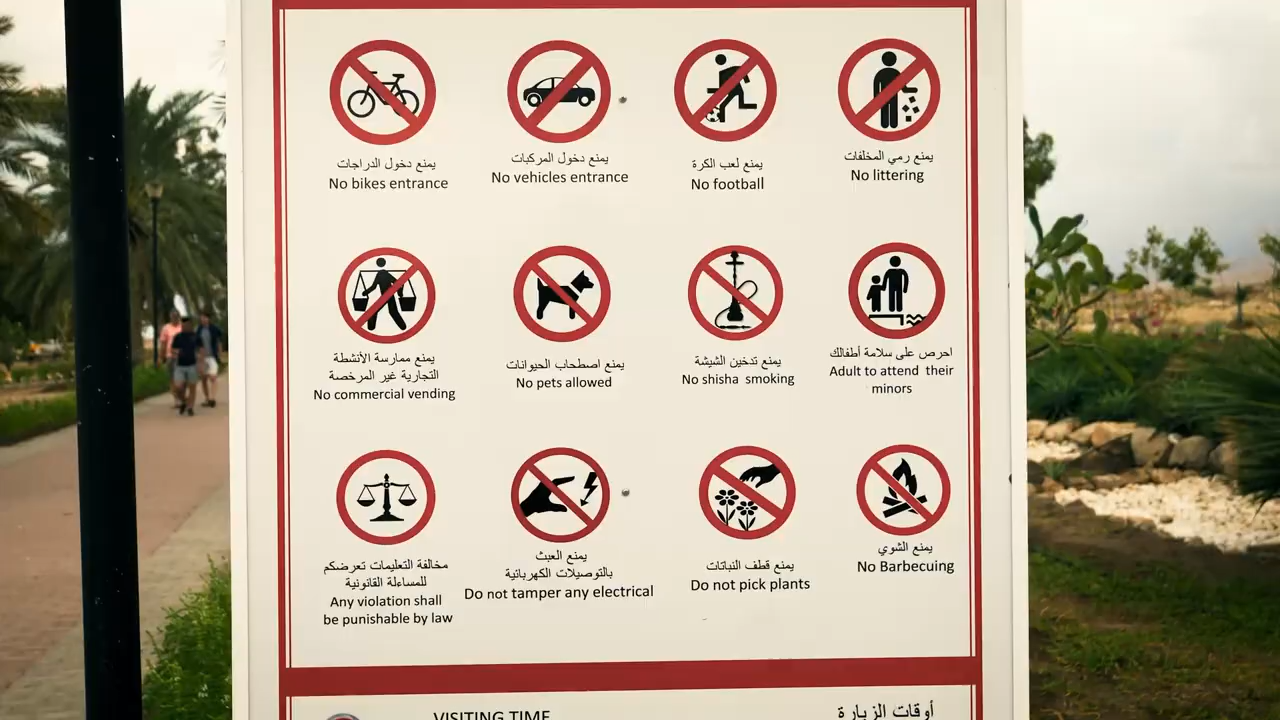 يمنع دخول الدراجات
No bikes entrance
يمنع دخول المركبات
No vehicles entrance
يمنع لعب الكرة
No football
يمنع رمي المخلفات
No littering
يمنع ممارسة الأنشطة
التجارية غير المرخصة
No commercial vending
يمنع اصطحاب الحيوانات
No pets allowed
يمنع تدخين الشيشة
No shisha smoking
احرص على سلامة أطفالك
Adult to attend their
minors
مخالفة التعليمات تعرضكم
للمساءلة القانونية
Any violation shall
be punishable by law
يمنع العبث
بالتوصيلات الكهربائية
Do not tamper any electrical
يمنع قطف النباتات
Do not pick plants
يمنع الشوي
No Barbecuing
VISITING TIME
أوقات الزيارة